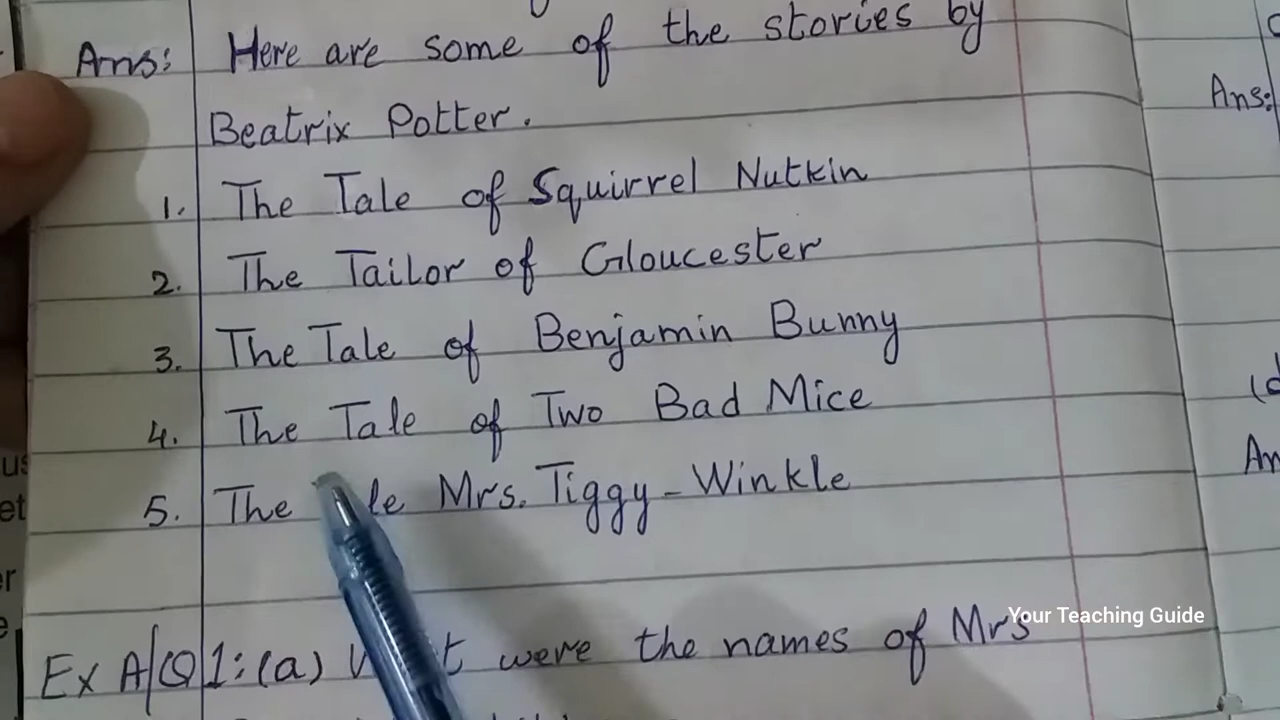 Ans: Here are some of the stories by
Beatrix Potter.
1. The Tale of Squirrel Nutkin
2. The Tailor of Gloucester
3. The Tale of Benjamin Bunny
4. The Tale of Two Bad Mice
5. The le Mrs. Tiggy-Winkle
Ex A/Q1:(a) were the names of Mrs
Your Teaching Guide
Ans: